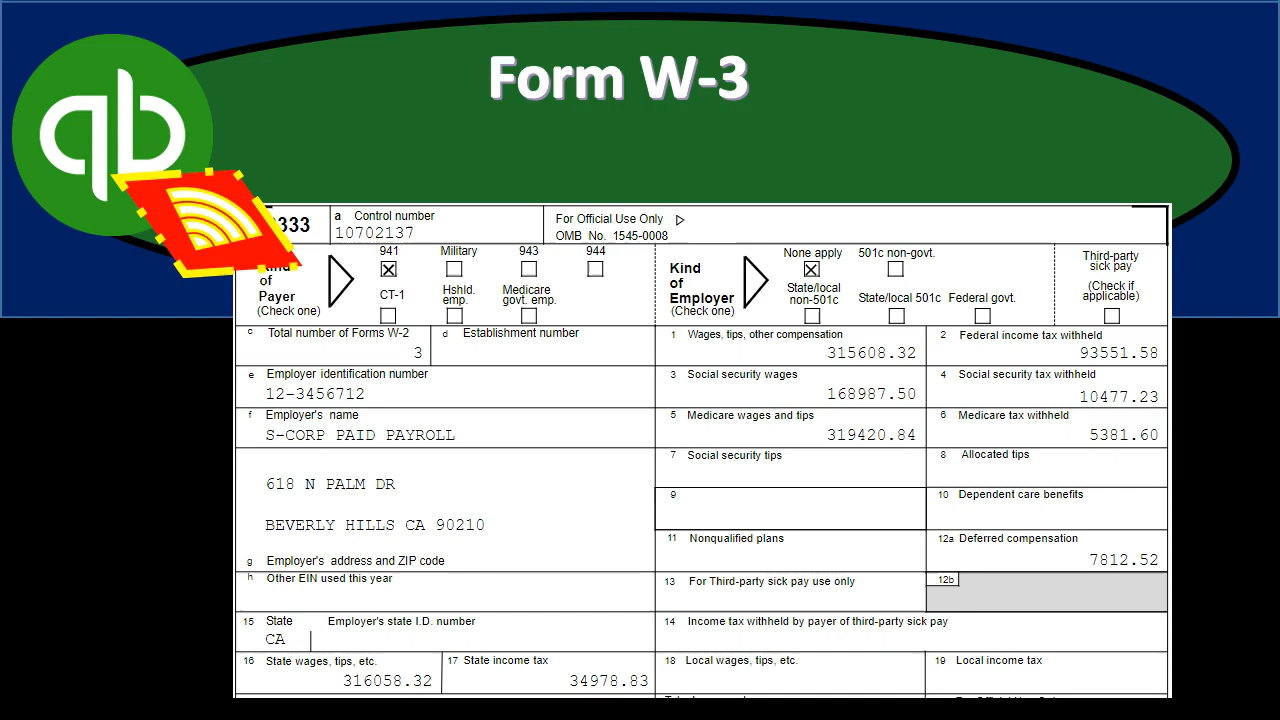 Form W-3
qb
333 a Control number For Official Use Only
10702137 OMB No. 1545-0008
941 Military 943 944 None apply 501c non-govt. Third-party sick pay
Kind of Payer (Check one) Kind of Employer (Check one) (Check if applicable)
CT-1 Hshld. emp. Medicare govt. emp. State/local non-501c State/local 501c Federal govt.
c Total number of Forms W-2 d Establishment number 1 Wages, tips, other compensation 2 Federal income tax withheld
3 315608.32 93551.58
e Employer identification number 3 Social security wages 4 Social security tax withheld
12-3456712 168987.50 10477.23
f Employer's name 5 Medicare wages and tips 6 Medicare tax withheld
S-CORP PAID PAYROLL 319420.84 5381.60
7 Social security tips 8 Allocated tips
618 N PALM DR
9 10 Dependent care benefits
BEVERLY HILLS CA 90210
11 Nonqualified plans 12a Deferred compensation
g Employer's address and ZIP code 7812.52
h Other EIN used this year 13 For Third-party sick pay use only 12b
15 State Employer's state I.D. number 14 Income tax withheld by payer of third-party sick pay
CA
16 State wages, tips, etc. 17 State income tax 18 Local wages, tips, etc. 19 Local income tax
316058.32 34978.83